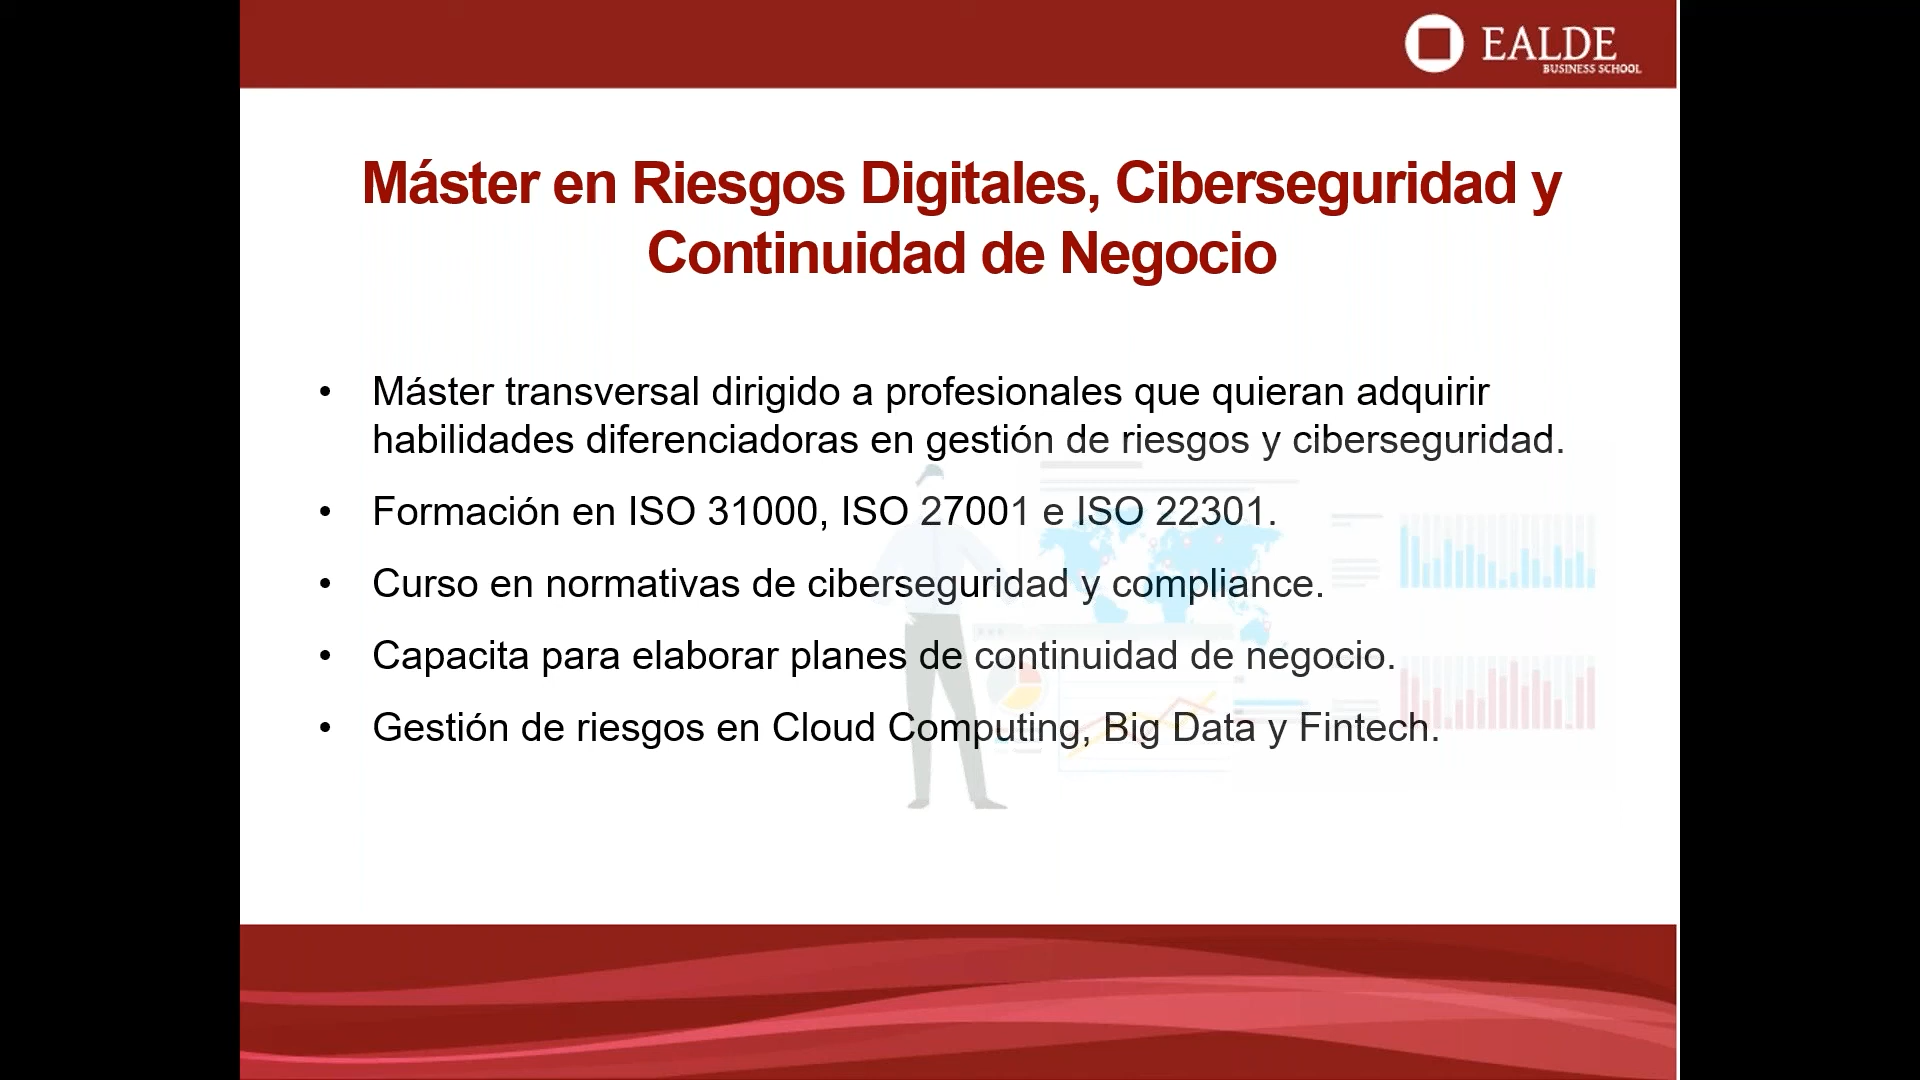 EALDE
BUSINESS SCHOOL
Máster en Riesgos Digitales, Ciberseguridad y
Continuidad de Negocio
• Máster transversal dirigido a profesionales que quieran adquirir
habilidades diferenciadoras en gestión de riesgos y ciberseguridad.
• Formación en ISO 31000, ISO 27001 e ISO 22301.
• Curso en normativas de ciberseguridad y compliance.
• Capacita para elaborar planes de continuidad de negocio.
• Gestión de riesgos en Cloud Computing, Big Data y Fintech.